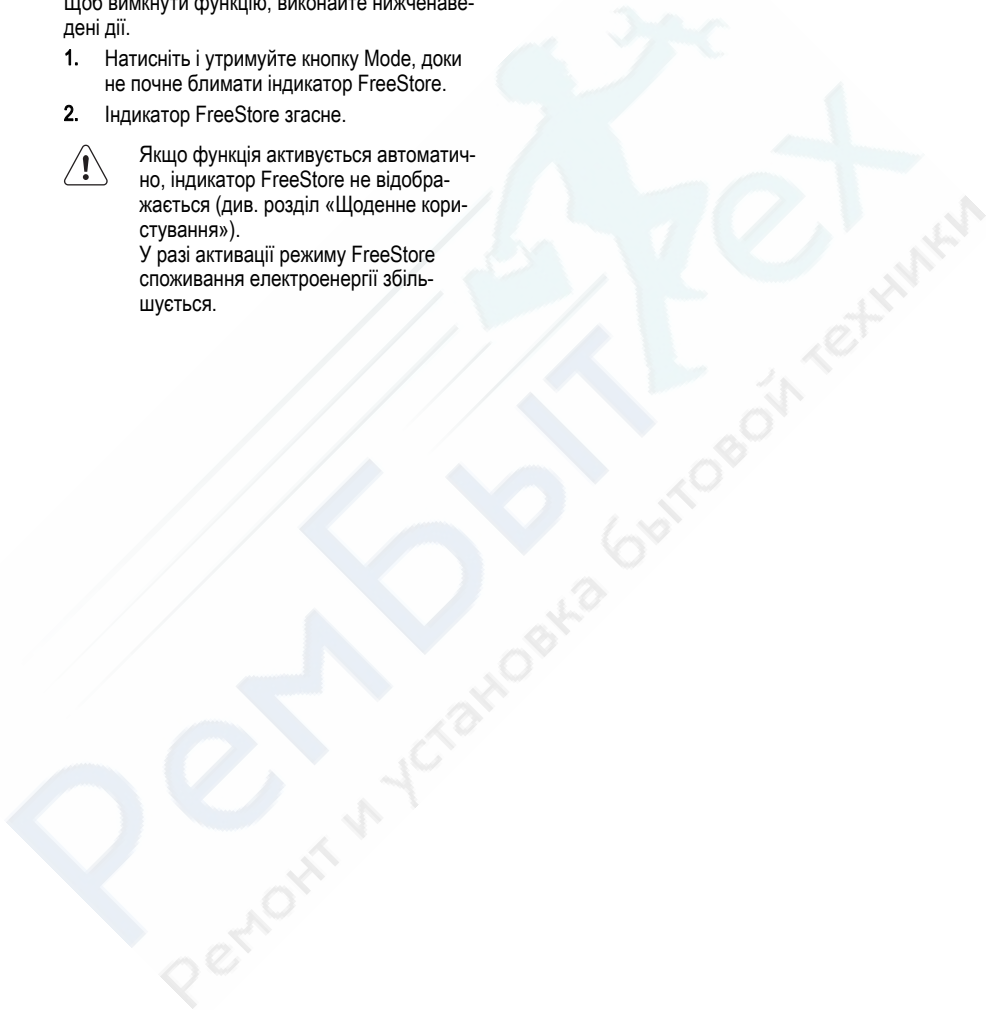 Щоб вимкнути функцію, виконайте нижченаве-
дені дії.
1. Натисніть і утримуйте кнопку Mode, доки
не почне блимати індикатор FreeStore.
2. Індикатор FreeStore згасне.
Якщо функція активується автоматич-
но, індикатор FreeStore не відобра-
жається (див. розділ «Щоденне кори-
стування»).
У разі активації режиму FreeStore
споживання електроенергії збіль-
шується.
РемБытТех
Ремонт и установка бытовой техники